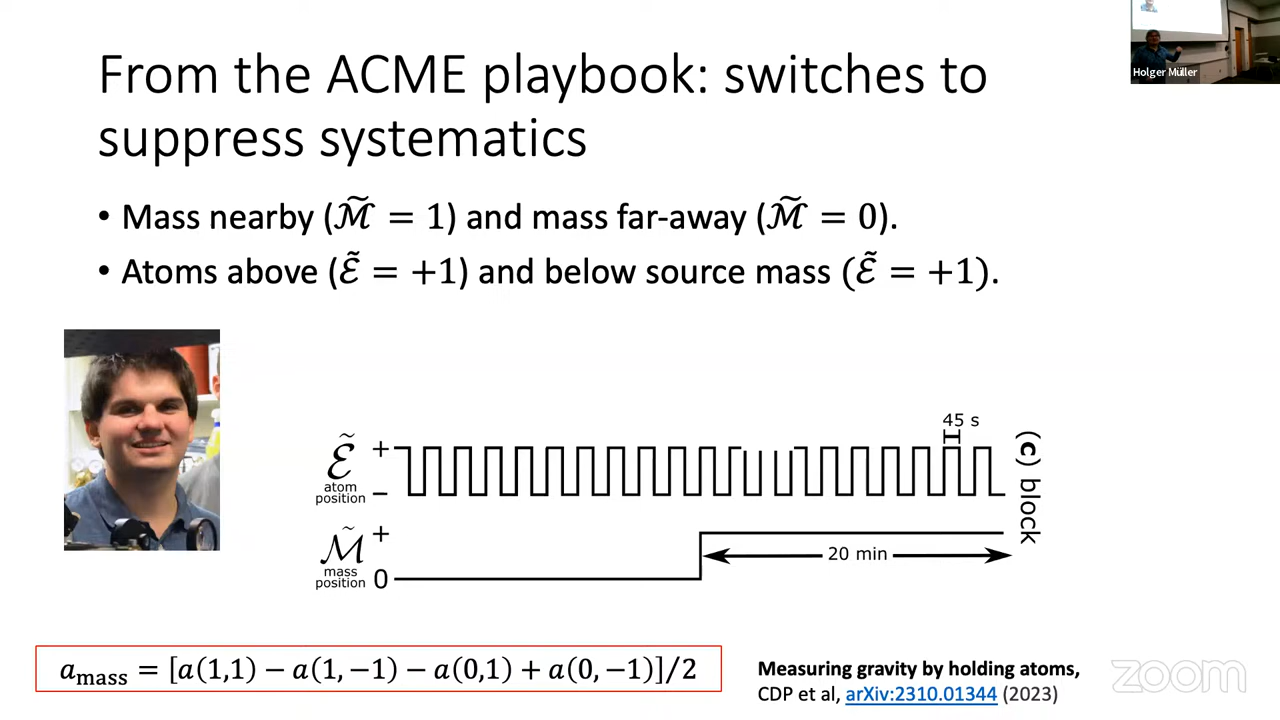 From the ACME playbook: switches to
suppress systematics
Holger Müller
• Mass nearby (ℳ̃ = 1) and mass far-away (ℳ̃ = 0).
• Atoms above (ℰ̃ = +1) and below source mass (ℰ̃ = +1).
45 s
ℰ̃
atom
position
+
−
ℳ̃
mass
position
+
0
20 min
(c) block
a_mass = [a(1,1) − a(1,−1) − a(0,1) + a(0,−1)]/2
Measuring gravity by holding atoms,
CDP et al, arXiv:2310.01344 (2023)
zoom